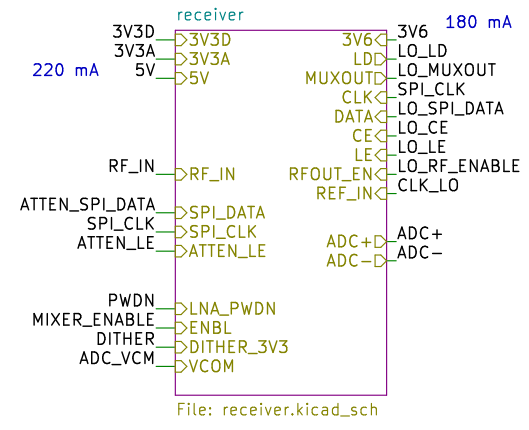 receiver
180 mA
3V3D 3V3D 3V6 3V6
3V3A 3V3A LD LO_LD
220 mA
5V 5V MUXOUT LO_MUXOUT
CLK SPI_CLK
DATA LO_SPI_DATA
CE LO_CE
LE LO_LE
RF_IN RF_IN RFOUT_EN LO_RF_ENABLE
REF_IN CLK_LO
ATTEN_SPI_DATA SPI_DATA
SPI_CLK SPI_CLK
ADC+ ADC+
ATTEN_LE ATTEN_LE
ADC- ADC-
PWDN LNA_PWDN
MIXER_ENABLE ENBL
DITHER DITHER_3V3
ADC_VCM VCOM
File: receiver.kicad_sch